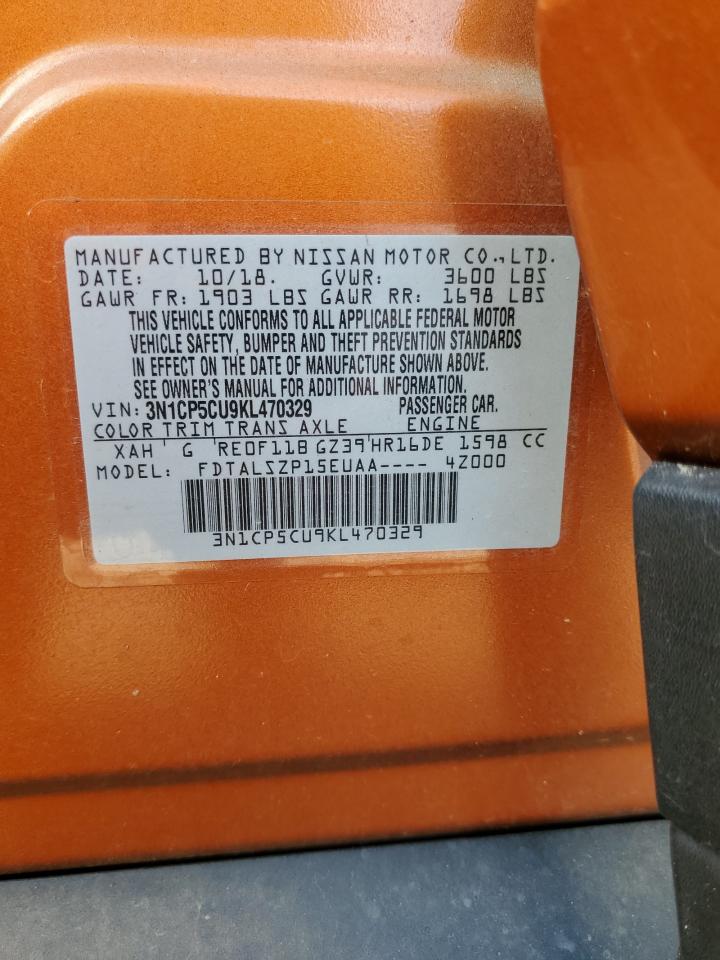 MANUFACTURED BY NISSAN MOTOR CO., LTD.
DATE: 10/18. GVWR: 3600 LBS
GAWR FR: 1903 LBS GAWR RR: 1698 LBS
THIS VEHICLE CONFORMS TO ALL APPLICABLE FEDERAL MOTOR
VEHICLE SAFETY, BUMPER AND THEFT PREVENTION STANDARDS
IN EFFECT ON THE DATE OF MANUFACTURE SHOWN ABOVE.
SEE OWNER'S MANUAL FOR ADDITIONAL INFORMATION.
VIN: 3N1CP5CU9KL470329 PASSENGER CAR.
COLOR TRIM TRANS AXLE ENGINE
XAH ' G ' RE0F11B GZ39 ' HR16DE 1598 CC
MODEL: FDTALSZP15EUAA---- 4Z000
3N1CP5CU9KL470329